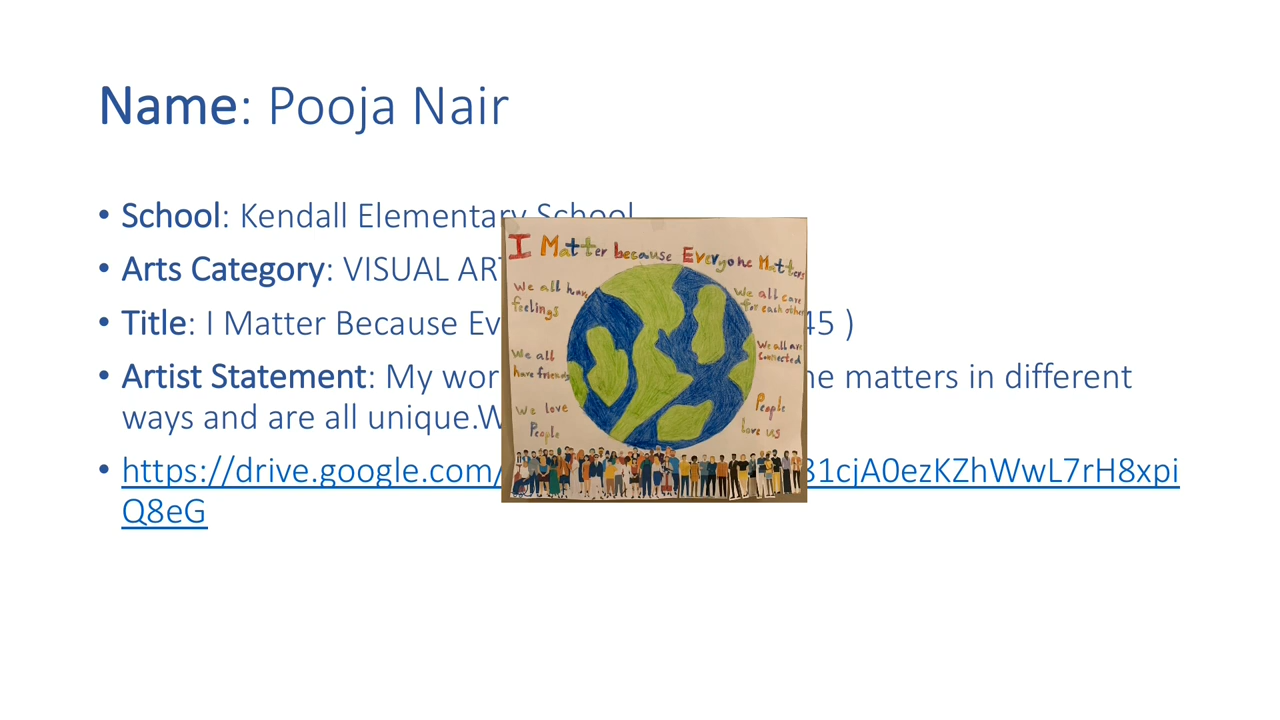 Name: Pooja Nair
• School: Kendall Elementary School
• Arts Category: VISUAL ART
• Title: I Matter Because Ev 45 )
• Artist Statement: My wor ne matters in different
ways and are all unique.W
• https://drive.google.com/ 81cjA0ezKZhWwL7rH8xpi
Q8eG
I Matter because Everyone Matters
We all have
feelings
We all
have friends
We love
People
We all care
for each other
We all are
Connected
People
love us